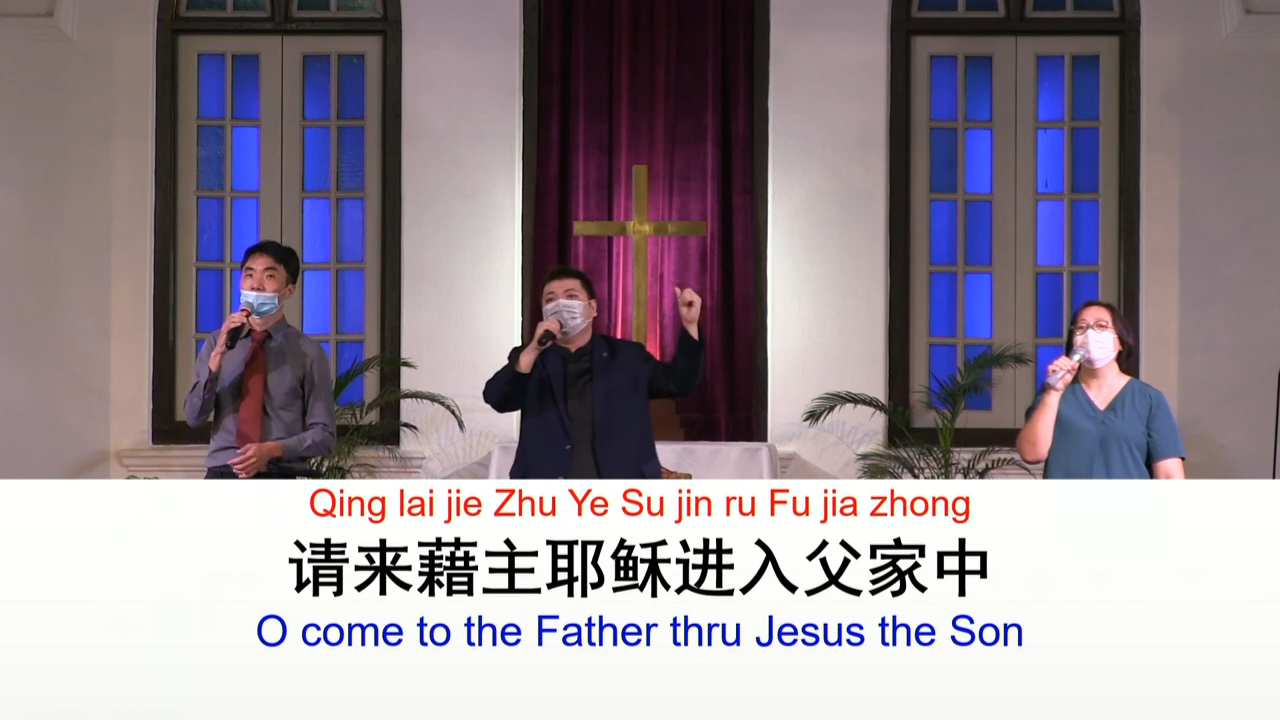 Qing lai jie Zhu Ye Su jin ru Fu jia zhong
请来藉主耶稣进入父家中
O come to the Father thru Jesus the Son